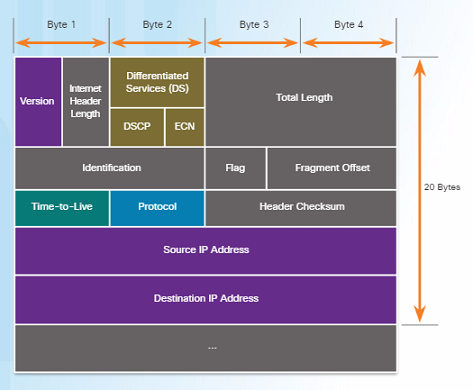 Byte 1
Byte 2
Byte 3
Byte 4
Version
Internet
Header
Length
Differentiated
Services (DS)
DSCP
ECN
Total Length
Identification
Flag
Fragment Offset
Time-to-Live
Protocol
Header Checksum
Source IP Address
Destination IP Address
...
20 Bytes